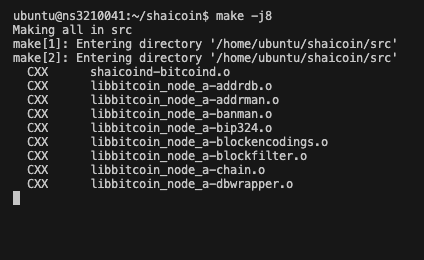 ubuntu@ns3210041:~/shaicoin$ make -j8
Making all in src
make[1]: Entering directory '/home/ubuntu/shaicoin/src'
make[2]: Entering directory '/home/ubuntu/shaicoin/src'
  CXX      shaicoind-bitcoind.o
  CXX      libbitcoin_node_a-addrdb.o
  CXX      libbitcoin_node_a-addrman.o
  CXX      libbitcoin_node_a-banman.o
  CXX      libbitcoin_node_a-bip324.o
  CXX      libbitcoin_node_a-blockencodings.o
  CXX      libbitcoin_node_a-blockfilter.o
  CXX      libbitcoin_node_a-chain.o
  CXX      libbitcoin_node_a-dbwrapper.o